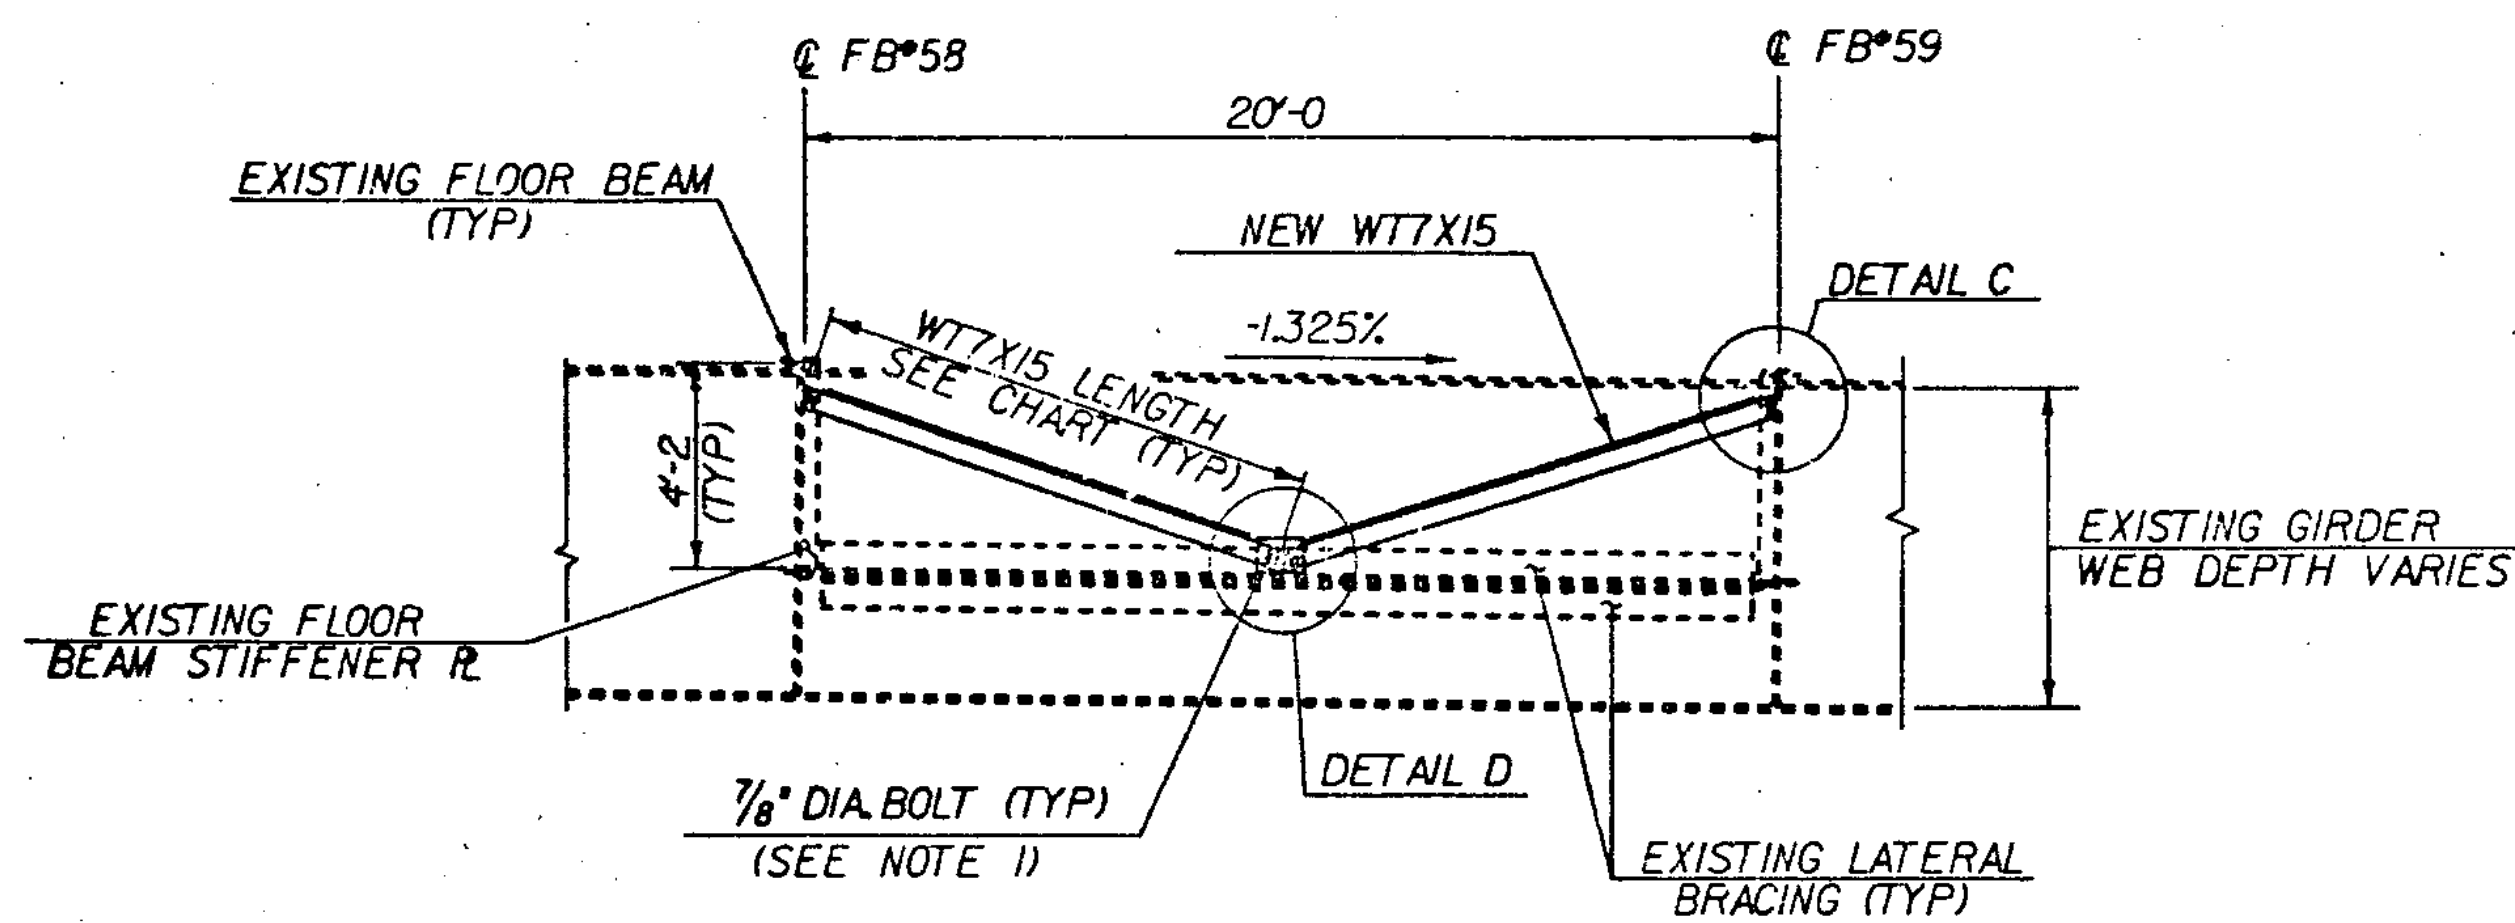 ℄ FB#58
℄ FB#59
20'-0
EXISTING FLOOR BEAM
(TYP)
NEW WT7X15
DETAIL C
-1.325%
WT7X15 LENGTH
SEE CHART (TYP)
4'-2
(TYP)
EXISTING GIRDER
WEB DEPTH VARIES
EXISTING FLOOR
BEAM STIFFENER ℞
7/8" DIA. BOLT (TYP)
(SEE NOTE 1)
DETAIL D
EXISTING LATERAL
BRACING (TYP)